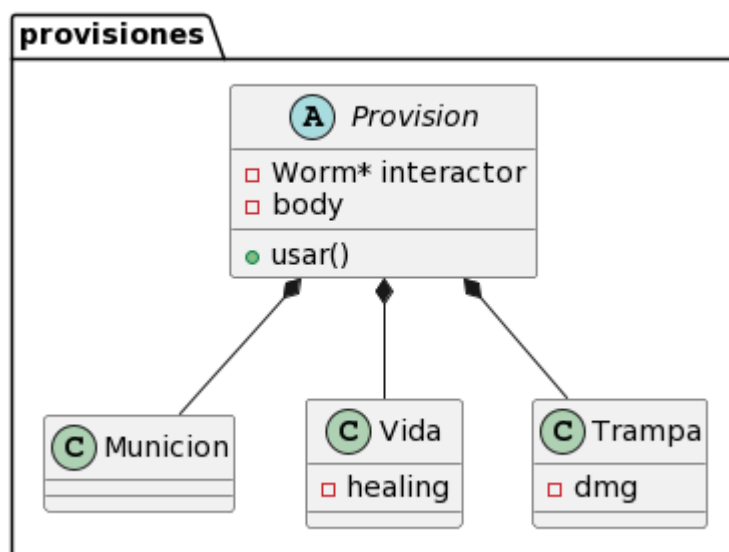 provisiones
A Provision
Worm* interactor
body
usar()
C Municion
C Vida
healing
C Trampa
dmg